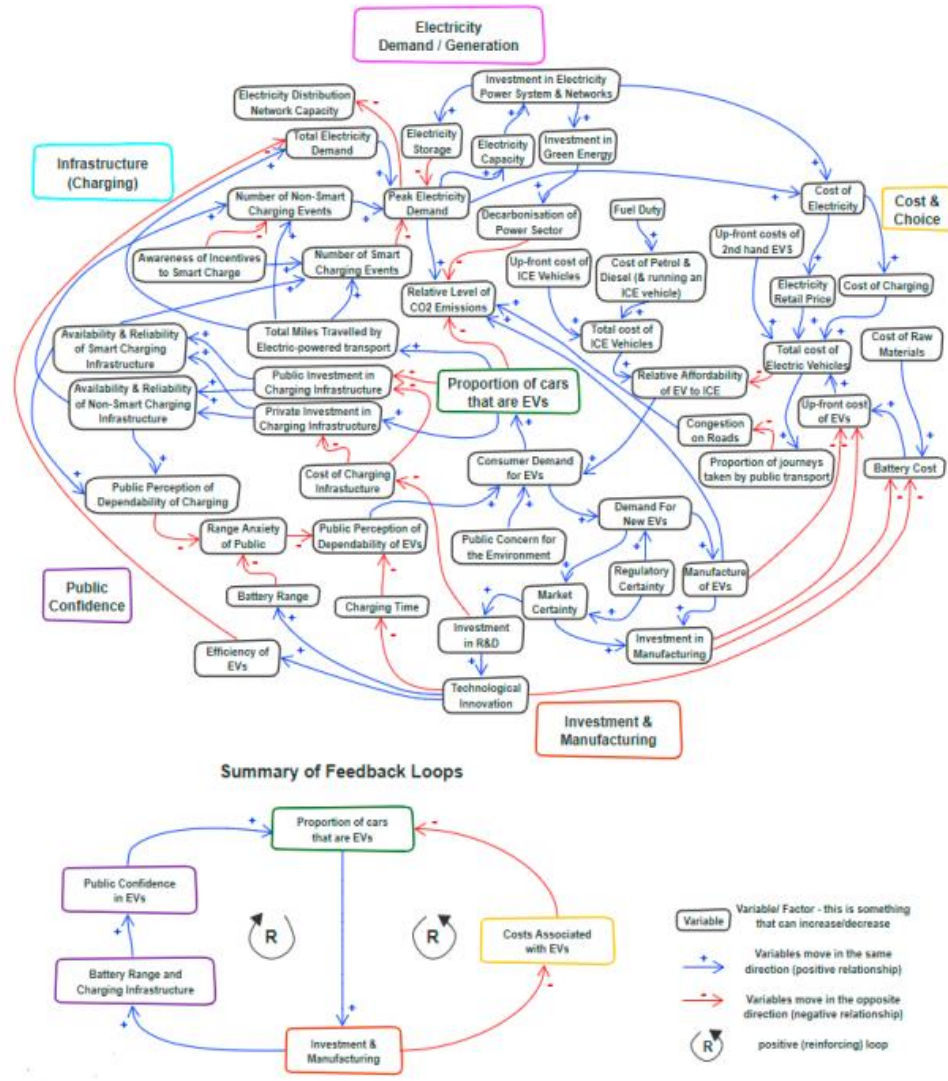 Electricity
Demand / Generation
Investment in Electricity
Power System & Networks
Electricity Distribution
Network Capacity
Total Electricity
Demand
Electricity
Storage
Electricity
Capacity
Investment in
Green Energy
Infrastructure
(Charging)
Number of Non-Smart
Charging Events
Peak Electricity
Demand
Decarbonisation of
Power Sector
Fuel Duty
Cost of
Electricity
Cost &
Choice
Awareness of Incentives
to Smart Charge
Number of Smart
Charging Events
Up-front cost of
ICE Vehicles
Cost of Petrol &
Diesel (& running an
ICE vehicle)
Up-front costs of
2nd hand EVS
Relative Level of
CO2 Emissions
Electricity
Retail Price
Cost of Charging
Availability & Reliability
of Smart Charging
Infrastructure
Total Miles Travelled by
Electric-powered transport
Total cost of
ICE Vehicles
Cost of Raw
Materials
Total cost of
Electric Vehicles
Public Investment in
Charging Infrastructure
Proportion of cars
that are EVs
Relative Affordability
of EV to ICE
Availability & Reliability
of Non-Smart Charging
Infrastructure
Private Investment in
Charging Infrastructure
Congestion
on Roads
Up-front cost
of EVs
Cost of Charging
Infastructure
Consumer Demand
for EVs
Proportion of journeys
taken by public transport
Battery Cost
Public Perception of
Dependability of Charging
Range Anxiety
of Public
Public Perception of
Dependability of EVs
Demand For
New EVs
Public Concern for
the Environment
Public
Confidence
Battery Range
Charging Time
Market
Certainty
Regulatory
Certainty
Manufacture
of EVs
Efficiency of
EVs
Investment
in R&D
Investment in
Manufacturing
Technological
Innovation
Investment &
Manufacturing
Summary of Feedback Loops
Proportion of cars
that are EVs
Public Confidence
in EVs
R
R
Costs Associated
with EVs
Battery Range and
Charging Infrastructure
Investment &
Manufacturing
Variable
Variable/ Factor - this is something
that can increase/decrease
Variables move in the same
direction (positive relationship)
Variables move in the opposite
direction (negative relationship)
R
positive (reinforcing) loop